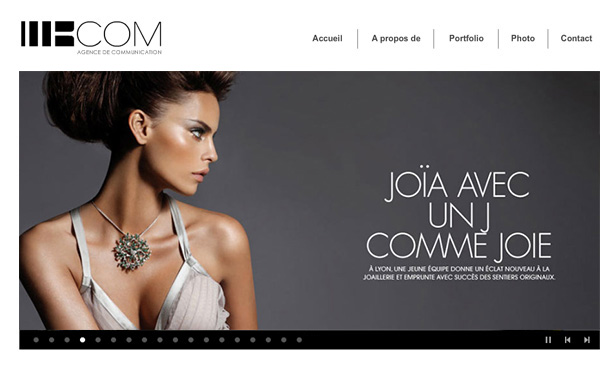 COM
AGENCE DE COMMUNICATION
Accueil
A propos de
Portfolio
Photo
Contact
JOÏA AVEC
UN J
COMME JOIE
À LYON, UNE JEUNE ÉQUIPE DONNE UN ÉCLAT NOUVEAU À LA
JOAILLERIE ET EMPRUNTE AVEC SUCCÈS DES SENTIERS ORIGINAUX.